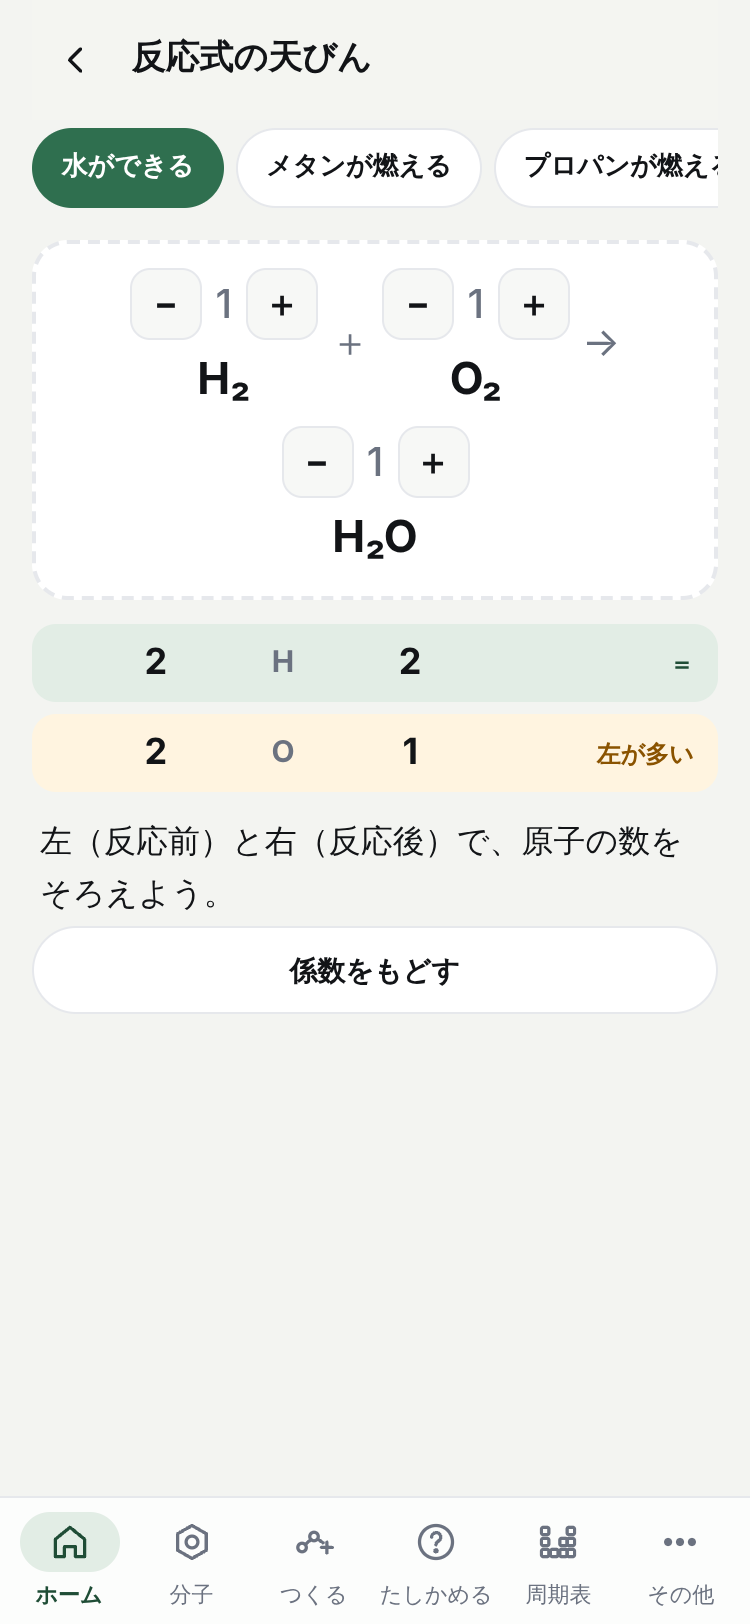 反応式の天びん
水ができる メタンが燃える プロパンが燃え
− 1 + + − 1 + →
H₂ O₂
− 1 +
H₂O
2 H 2 =
2 O 1 左が多い
左（反応前）と右（反応後）で、原子の数を
そろえよう。
係数をもどす
ホーム 分子 つくる たしかめる 周期表 その他